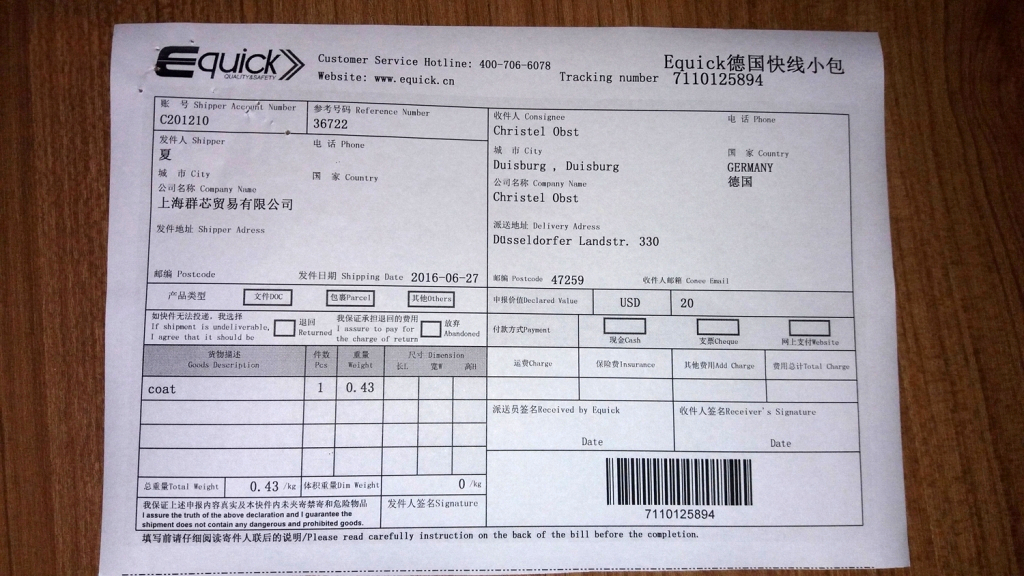 Equick
QUALITY&SAFETY
Customer Service Hotline: 400-706-6078
Website: www.equick.cn
Equick德国快线小包
Tracking number 7110125894
账 号 Shipper Account Number
C201210
参考号码 Reference Number
36722
发件人 Shipper
夏
电 话 Phone
城 市 City
国 家 Country
公司名称 Company Name
上海群芯贸易有限公司
发件地址 Shipper Adress
邮编 Postcode
发件日期 Shipping Date 2016-06-27
收件人 Consignee
Christel Obst
电 话 Phone
城 市 City
Duisburg , Duisburg
国 家 Country
GERMANY
德国
公司名称 Company Name
Christel Obst
派送地址 Delivery Adress
Düsseldorfer Landstr. 330
邮编 Postcode 47259
收件人邮箱 Conee Email
产品类型
文件DOC
包裹Parcel
其他Others
申报价值Declared Value
USD
20
如快件无法投递，我选择
If shipment is undeliverable,
I agree that it should be
退回
Returned
我保证承担退回的费用
I assure to pay for
the charge of return
放弃
Abandoned
付款方式Payment
现金Cash
支票Cheque
网上支付Website
货物描述
Goods Description
件数
Pcs
重量
Weight
尺寸 Dimension
长L 宽W 高H
运费Charge
保险费Insurance
其他费用Add Charge
费用总计Total Charge
coat 1 0.43
派送员签名Received by Equick
Date
收件人签名Receiver's Signature
Date
总重量Total Weight 0.43 /kg
体积重量Dim Weight 0 /kg
我保证上述申报内容真实及本快件内未夹寄禁寄和危险物品
I assure the truth of the above declaration and I guarantee the
shipment does not contain any dangerous and prohibited goods.
发件人签名Signature
7110125894
填写前请仔细阅读寄件人联后的说明/Please read carefully instruction on the back of the bill before the completion.